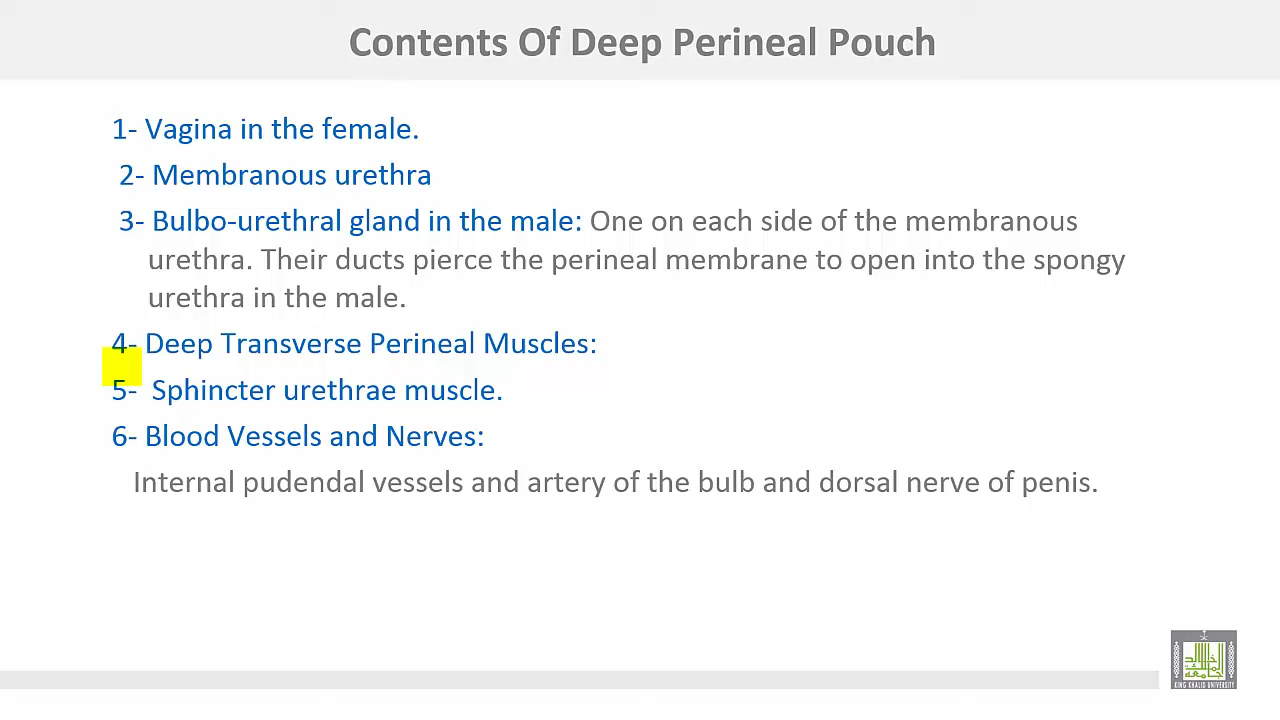 Contents Of Deep Perineal Pouch
1- Vagina in the female.
2- Membranous urethra
3- Bulbo-urethral gland in the male: One on each side of the membranous
urethra. Their ducts pierce the perineal membrane to open into the spongy
urethra in the male.
4- Deep Transverse Perineal Muscles:
5- Sphincter urethrae muscle.
6- Blood Vessels and Nerves:
Internal pudendal vessels and artery of the bulb and dorsal nerve of penis.
KING KHALID UNIVERSITY